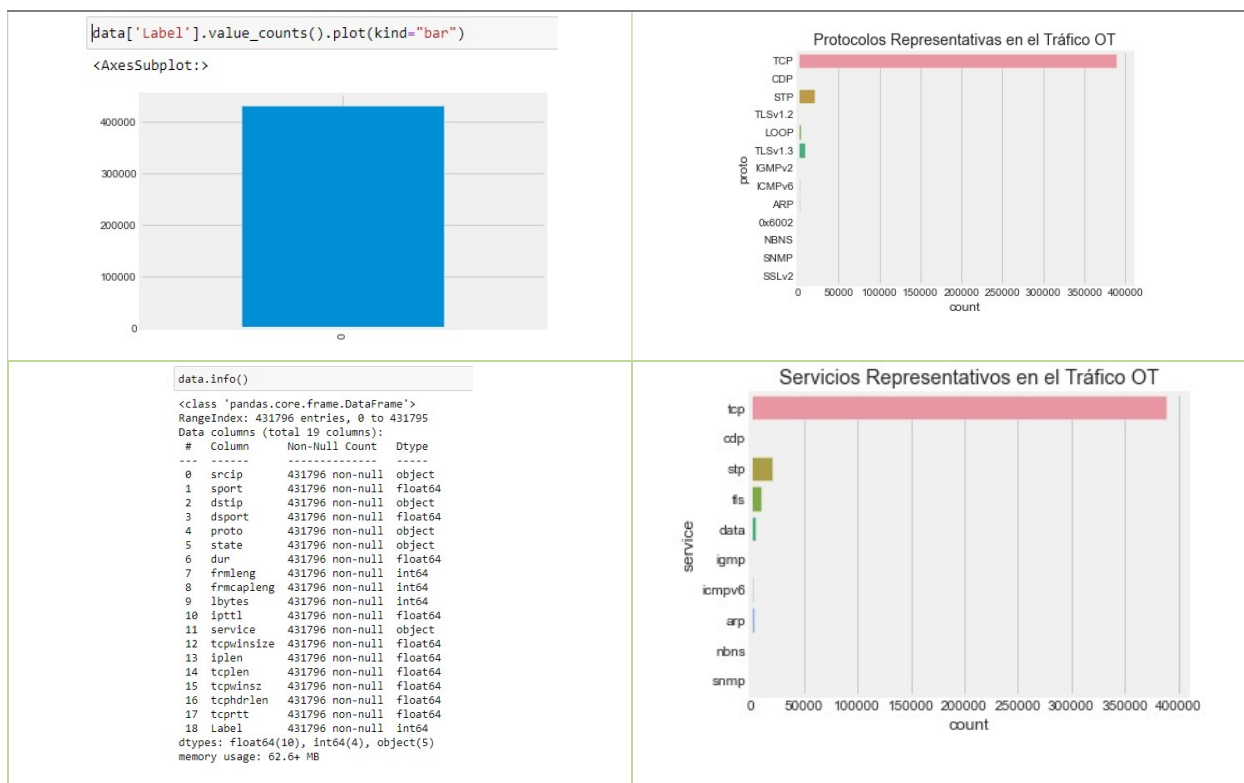 data['Label'].value_counts().plot(kind="bar")
<AxesSubplot:>
400000
300000
200000
100000
0
0
Protocolos Representativas en el Tráfico OT
TCP
CDP
STP
TLSv1.2
LOOP
TLSv1.3
IGMPv2
ICMPv6
ARP
0x6002
NBNS
SNMP
SSLv2
proto
0 50000 100000 150000 200000 250000 300000 350000 400000
count
data.info()
<class 'pandas.core.frame.DataFrame'>
RangeIndex: 431796 entries, 0 to 431795
Data columns (total 19 columns):
# Column Non-Null Count Dtype
--- ------ -------------- -----
0 srcip 431796 non-null object
1 sport 431796 non-null float64
2 dstip 431796 non-null object
3 dsport 431796 non-null float64
4 proto 431796 non-null object
5 state 431796 non-null object
6 dur 431796 non-null float64
7 frmleng 431796 non-null int64
8 frmcapleng 431796 non-null int64
9 lbytes 431796 non-null int64
10 ipttl 431796 non-null float64
11 service 431796 non-null object
12 tcpwinsize 431796 non-null float64
13 iplen 431796 non-null float64
14 tcplen 431796 non-null float64
15 tcpwinsz 431796 non-null float64
16 tcphdrlen 431796 non-null float64
17 tcprtt 431796 non-null float64
18 Label 431796 non-null int64
dtypes: float64(10), int64(4), object(5)
memory usage: 62.6+ MB
Servicios Representativos en el Tráfico OT
tcp
cdp
stp
tls
data
igmp
icmpv6
arp
nbns
snmp
service
0 50000 100000 150000 200000 250000 300000 350000 400000
count